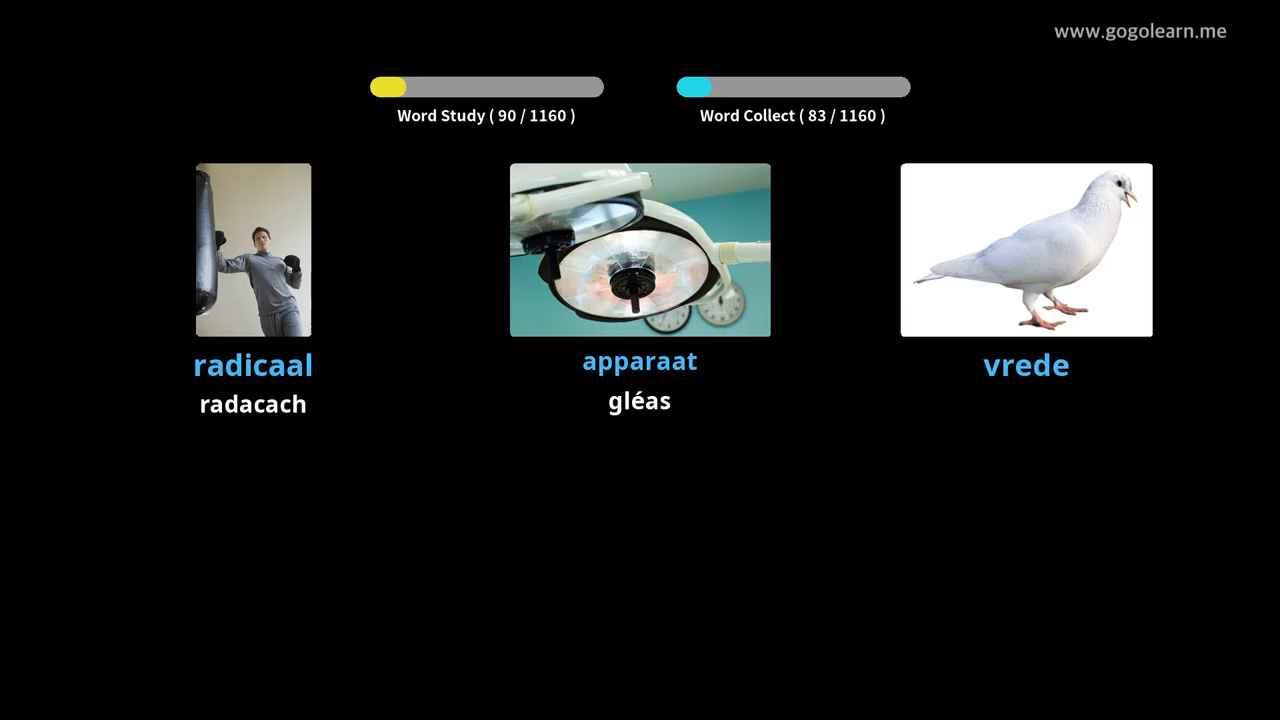 www.gogolearn.me
Word Study ( 90 / 1160 )
Word Collect ( 83 / 1160 )
radicaal
radacach
apparaat
gléas
vrede